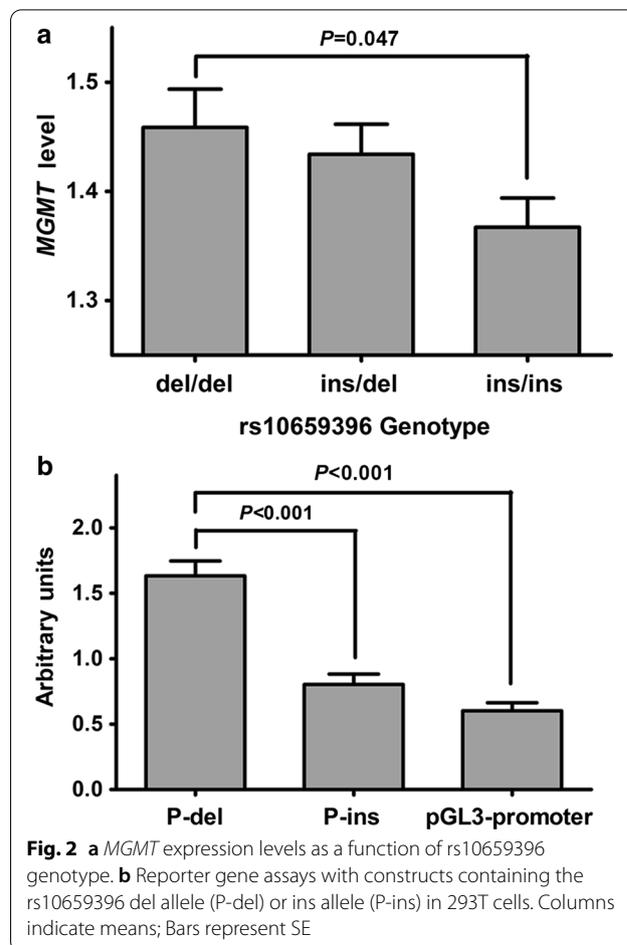 a
P=0.047
1.5
1.4
1.3
MGMT level
del/del ins/del ins/ins
rs10659396 Genotype
b
P<0.001
P<0.001
2.0
1.5
1.0
0.5
0.0
Arbitrary units
P-del P-ins pGL3-promoter
Fig. 2 a MGMT expression levels as a function of rs10659396
genotype. b Reporter gene assays with constructs containing the
rs10659396 del allele (P-del) or ins allele (P-ins) in 293T cells. Columns
indicate means; Bars represent SE